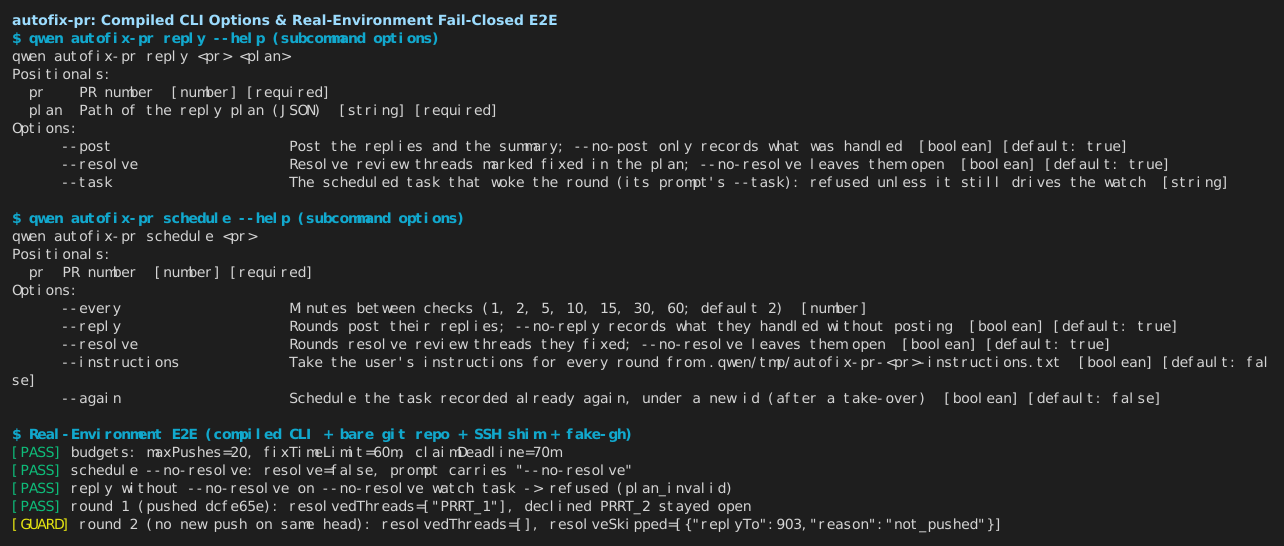 autofix-pr: Compiled CLI Options & Real-Environment Fail-Closed E2E
$ qwen autofix-pr reply --help (subcommand options)
qwen autofix-pr reply <pr> <plan>
Positionals:
pr PR number [number] [required]
plan Path of the reply plan (JSON) [string] [required]
Options:
--post Post the replies and the summary; --no-post only records what was handled [boolean] [default: true]
--resolve Resolve review threads marked fixed in the plan; --no-resolve leaves them open [boolean] [default: true]
--task The scheduled task that woke the round (its prompt's --task): refused unless it still drives the watch [string]
$ qwen autofix-pr schedule --help (subcommand options)
qwen autofix-pr schedule <pr>
Positionals:
pr PR number [number] [required]
Options:
--every Minutes between checks (1, 2, 5, 10, 15, 30, 60; default 2) [number]
--reply Rounds post their replies; --no-reply records what they handled without posting [boolean] [default: true]
--resolve Rounds resolve review threads they fixed; --no-resolve leaves them open [boolean] [default: true]
--instructions Take the user's instructions for every round from .qwen/tmp/autofix-pr-<pr>-instructions.txt [boolean] [default: fal
se]
--again Schedule the task recorded already again, under a new id (after a take-over) [boolean] [default: false]
$ Real-Environment E2E (compiled CLI + bare git repo + SSH shim + fake-gh)
[PASS] budgets: maxPushes=20, fixTimeLimit=60m, claimDeadline=70m
[PASS] schedule --no-resolve: resolve=false, prompt carries "--no-resolve"
[PASS] reply without --no-resolve on --no-resolve watch task -> refused (plan_invalid)
[PASS] round 1 (pushed dcfe65e): resolvedThreads=["PRRT_1"], declined PRRT_2 stayed open
[GUARD] round 2 (no new push on same head): resolvedThreads=[], resolveSkipped=[{"replyTo":903,"reason":"not_pushed"}]